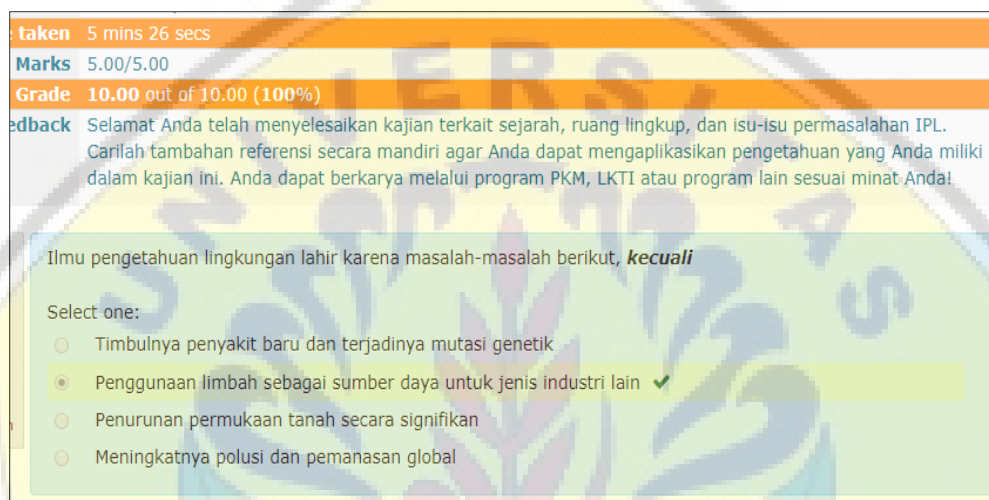 e taken 5 mins 26 secs
Marks 5.00/5.00
Grade 10.00 out of 10.00 (100%)
edback Selamat Anda telah menyelesaikan kajian terkait sejarah, ruang lingkup, dan isu-isu permasalahan IPL.
Carilah tambahan referensi secara mandiri agar Anda dapat mengaplikasikan pengetahuan yang Anda miliki
dalam kajian ini. Anda dapat berkarya melalui program PKM, LKTI atau program lain sesuai minat Anda!
UNIVERSITAS
Ilmu pengetahuan lingkungan lahir karena masalah-masalah berikut, kecuali
Select one:
Timbulnya penyakit baru dan terjadinya mutasi genetik
Penggunaan limbah sebagai sumber daya untuk jenis industri lain
Penurunan permukaan tanah secara signifikan
Meningkatnya polusi dan pemanasan global